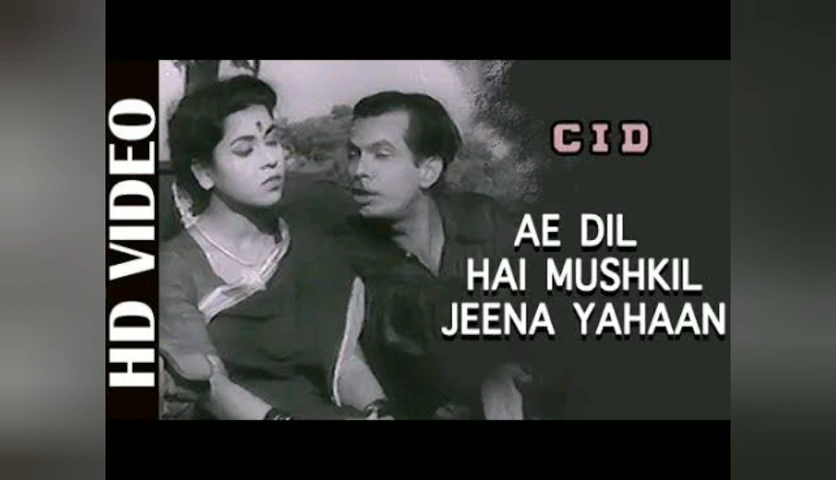 HD VIDEO
CID
AE DIL
HAI MUSHKIL
JEENA YAHAAN